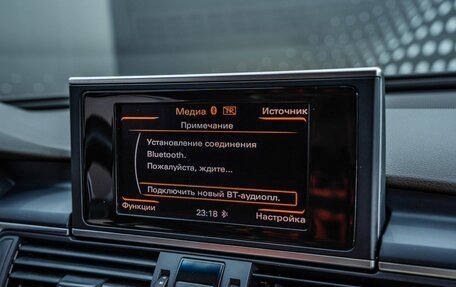 Медиа TP
Источник
Примечание
Установление соединения
Bluetooth.
Пожалуйста, ждите...
Подключить новый BT-аудиопл.
Функции
23:18
Настройка